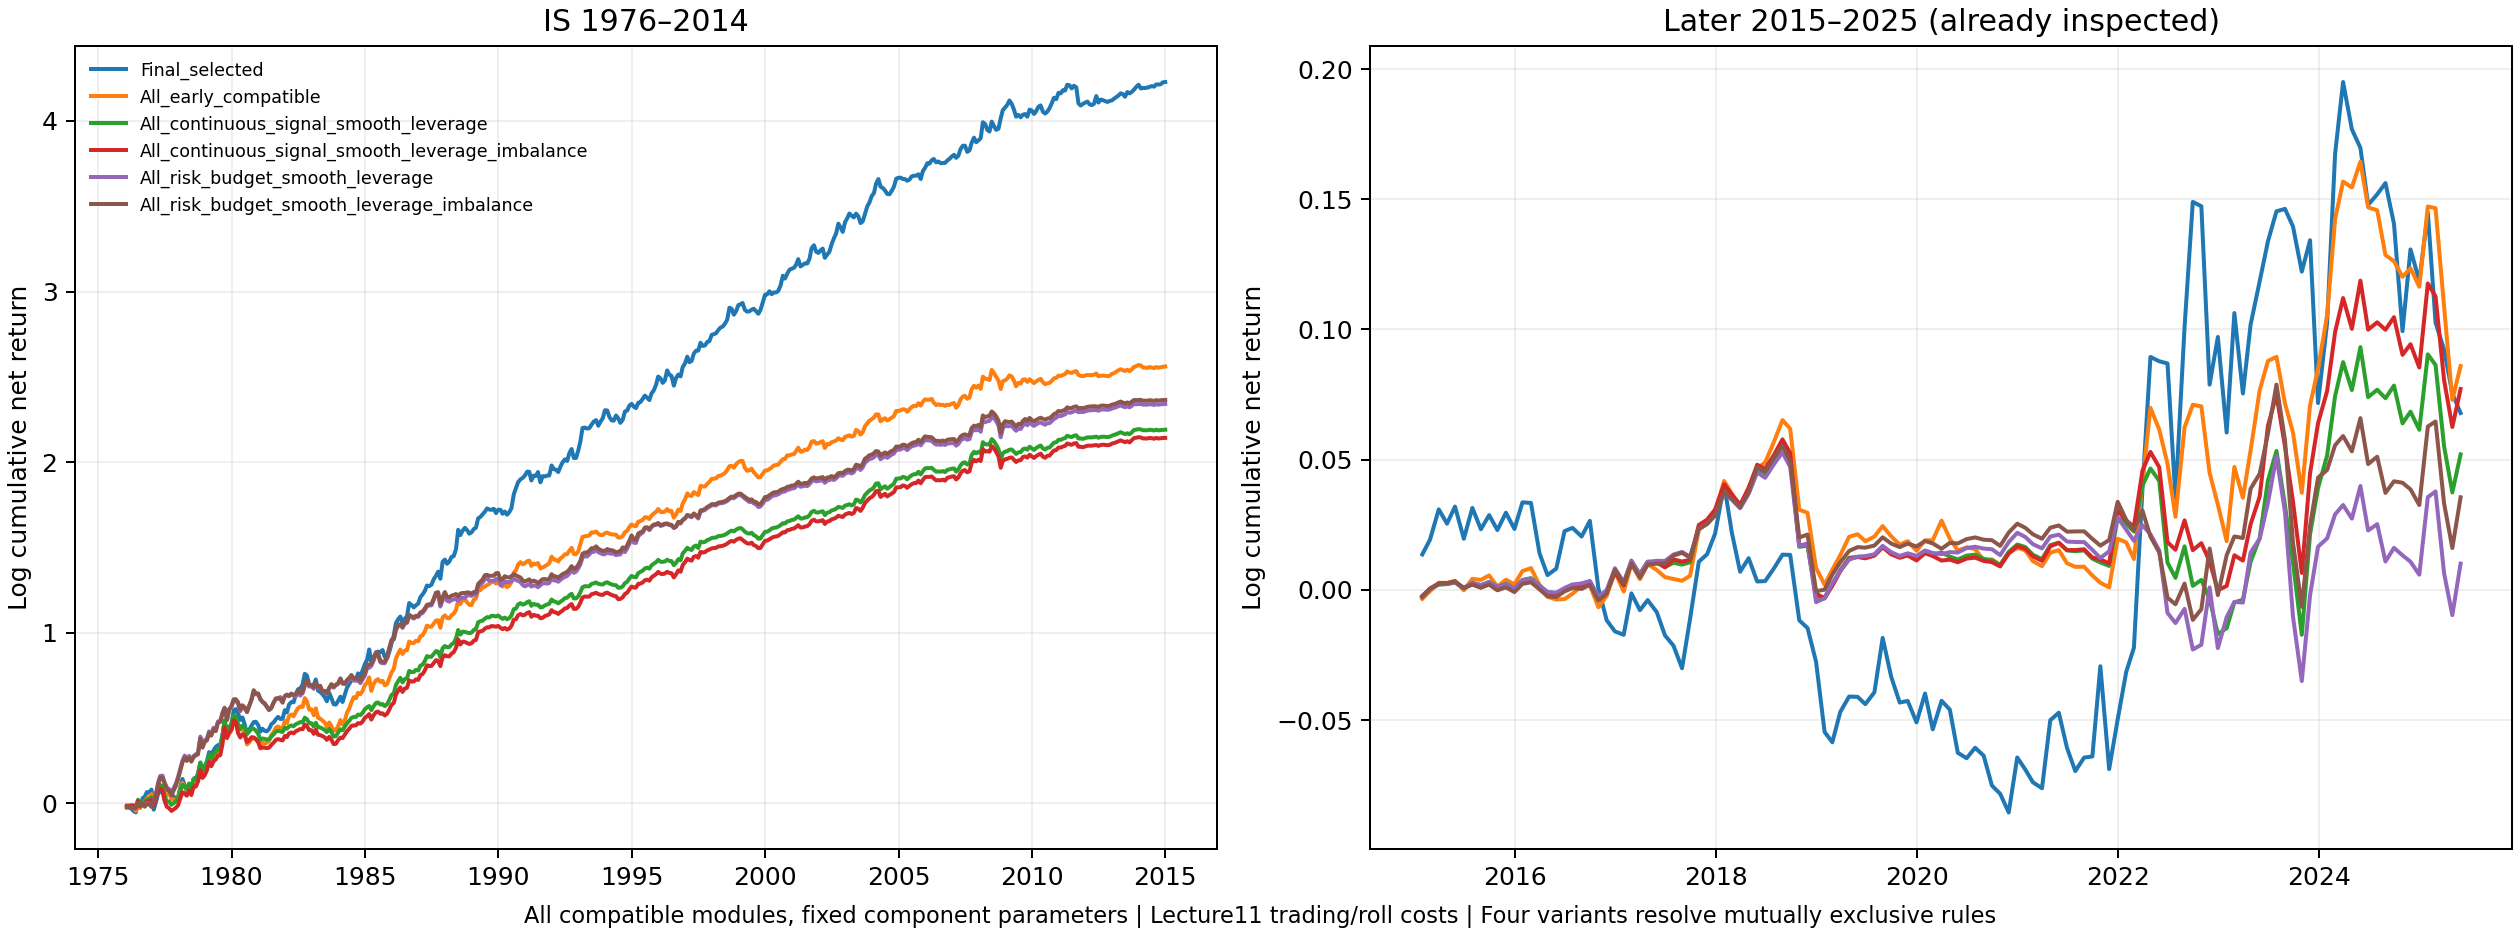 IS 1976–2014
Log cumulative net return
4
3
2
1
0
Final_selected
All_early_compatible
All_continuous_signal_smooth_leverage
All_continuous_signal_smooth_leverage_imbalance
All_risk_budget_smooth_leverage
All_risk_budget_smooth_leverage_imbalance
1975 1980 1985 1990 1995 2000 2005 2010 2015
Later 2015–2025 (already inspected)
Log cumulative net return
0.20
0.15
0.10
0.05
0.00
−0.05
2016 2018 2020 2022 2024
All compatible modules, fixed component parameters | Lecture11 trading/roll costs | Four variants resolve mutually exclusive rules